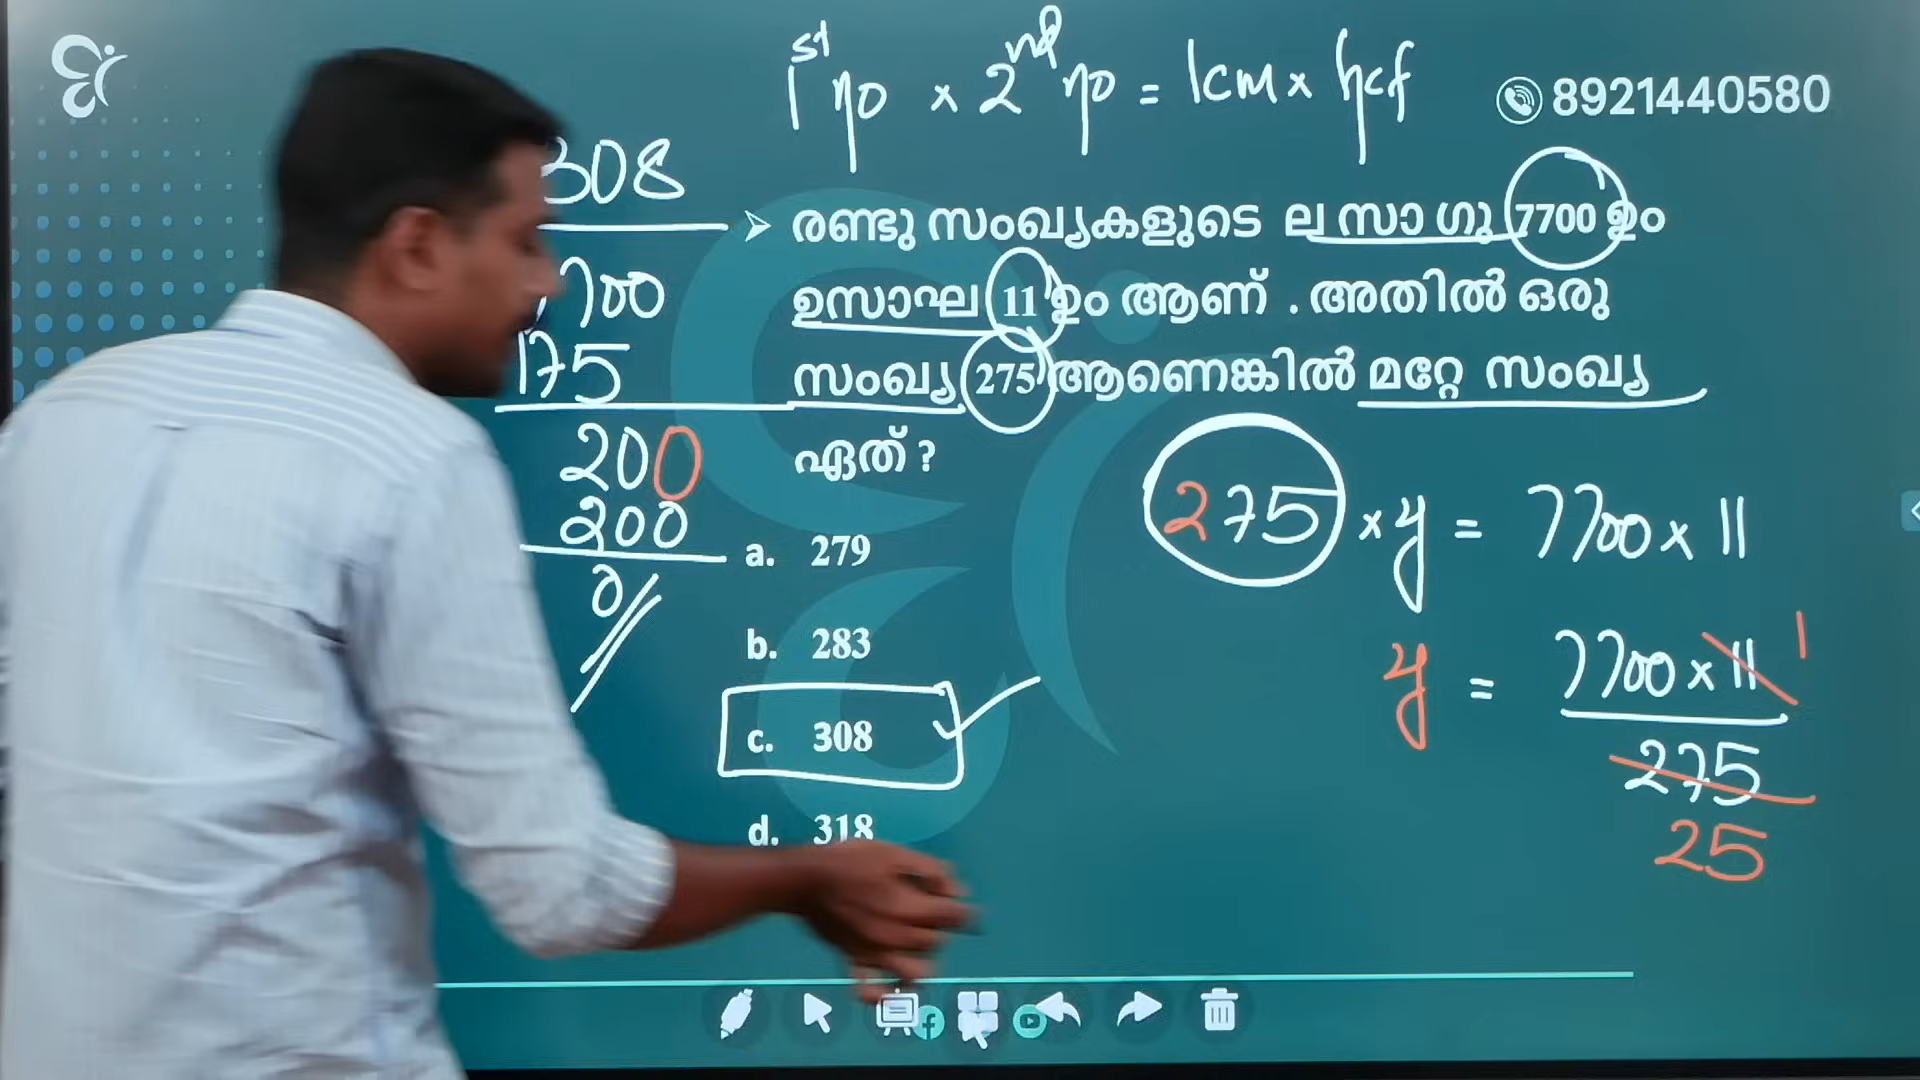 1st no × 2nd no = lcm × hcf
8921440580
308
➤ രണ്ടു സംഖ്യകളുടെ ല സാ ഗു 7700 ഉം
ഉസാഘ 11 ഉം ആണ് . അതിൽ ഒരു
സംഖ്യ 275 ആണെങ്കിൽ മറ്റേ സംഖ്യ
ഏത് ?
700
175
200
200
0
a. 279
b. 283
c. 308
d. 318
275 × y = 7700 × 11
y = 7700 × 11 1
275
25